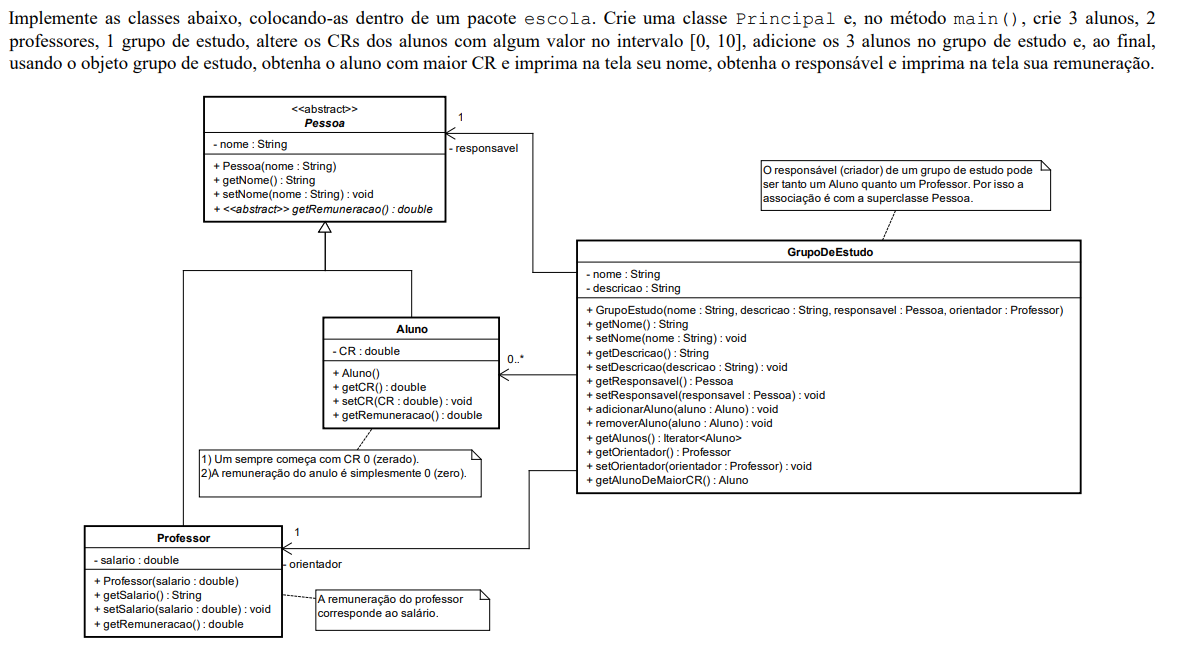 Implemente as classes abaixo, colocando-as dentro de um pacote escola. Crie uma classe Principal e, no método main(), crie 3 alunos, 2
professores, 1 grupo de estudo, altere os CRs dos alunos com algum valor no intervalo [0, 10], adicione os 3 alunos no grupo de estudo e, ao final,
usando o objeto grupo de estudo, obtenha o aluno com maior CR e imprima na tela seu nome, obtenha o responsável e imprima na tela sua remuneração.
<<abstract>>
Pessoa
- nome : String
+ Pessoa(nome : String)
+ getNome() : String
+ setNome(nome : String) : void
+ <<abstract>> getRemuneracao() : double
1
- responsavel
O responsável (criador) de um grupo de estudo pode
ser tanto um Aluno quanto um Professor. Por isso a
associação é com a superclasse Pessoa.
GrupoDeEstudo
- nome : String
- descricao : String
+ GrupoEstudo(nome : String, descricao : String, responsavel : Pessoa, orientador : Professor)
+ getNome() : String
+ setNome(nome : String) : void
+ getDescricao() : String
+ setDescricao(descricao : String) : void
+ getResponsavel() : Pessoa
+ setResponsavel(responsavel : Pessoa) : void
+ adicionarAluno(aluno : Aluno) : void
+ removerAluno(aluno : Aluno) : void
+ getAlunos() : Iterator<Aluno>
+ getOrientador() : Professor
+ setOrientador(orientador : Professor) : void
+ getAlunoDeMaiorCR() : Aluno
Aluno
- CR : double
+ Aluno()
+ getCR() : double
+ setCR(CR : double) : void
+ getRemuneracao() : double
0..*
1) Um sempre começa com CR 0 (zerado).
2)A remuneração do anulo é simplesmente 0 (zero).
Professor
- salario : double
+ Professor(salario : double)
+ getSalario() : String
+ setSalario(salario : double) : void
+ getRemuneracao() : double
1
- orientador
A remuneração do professor
corresponde ao salário.